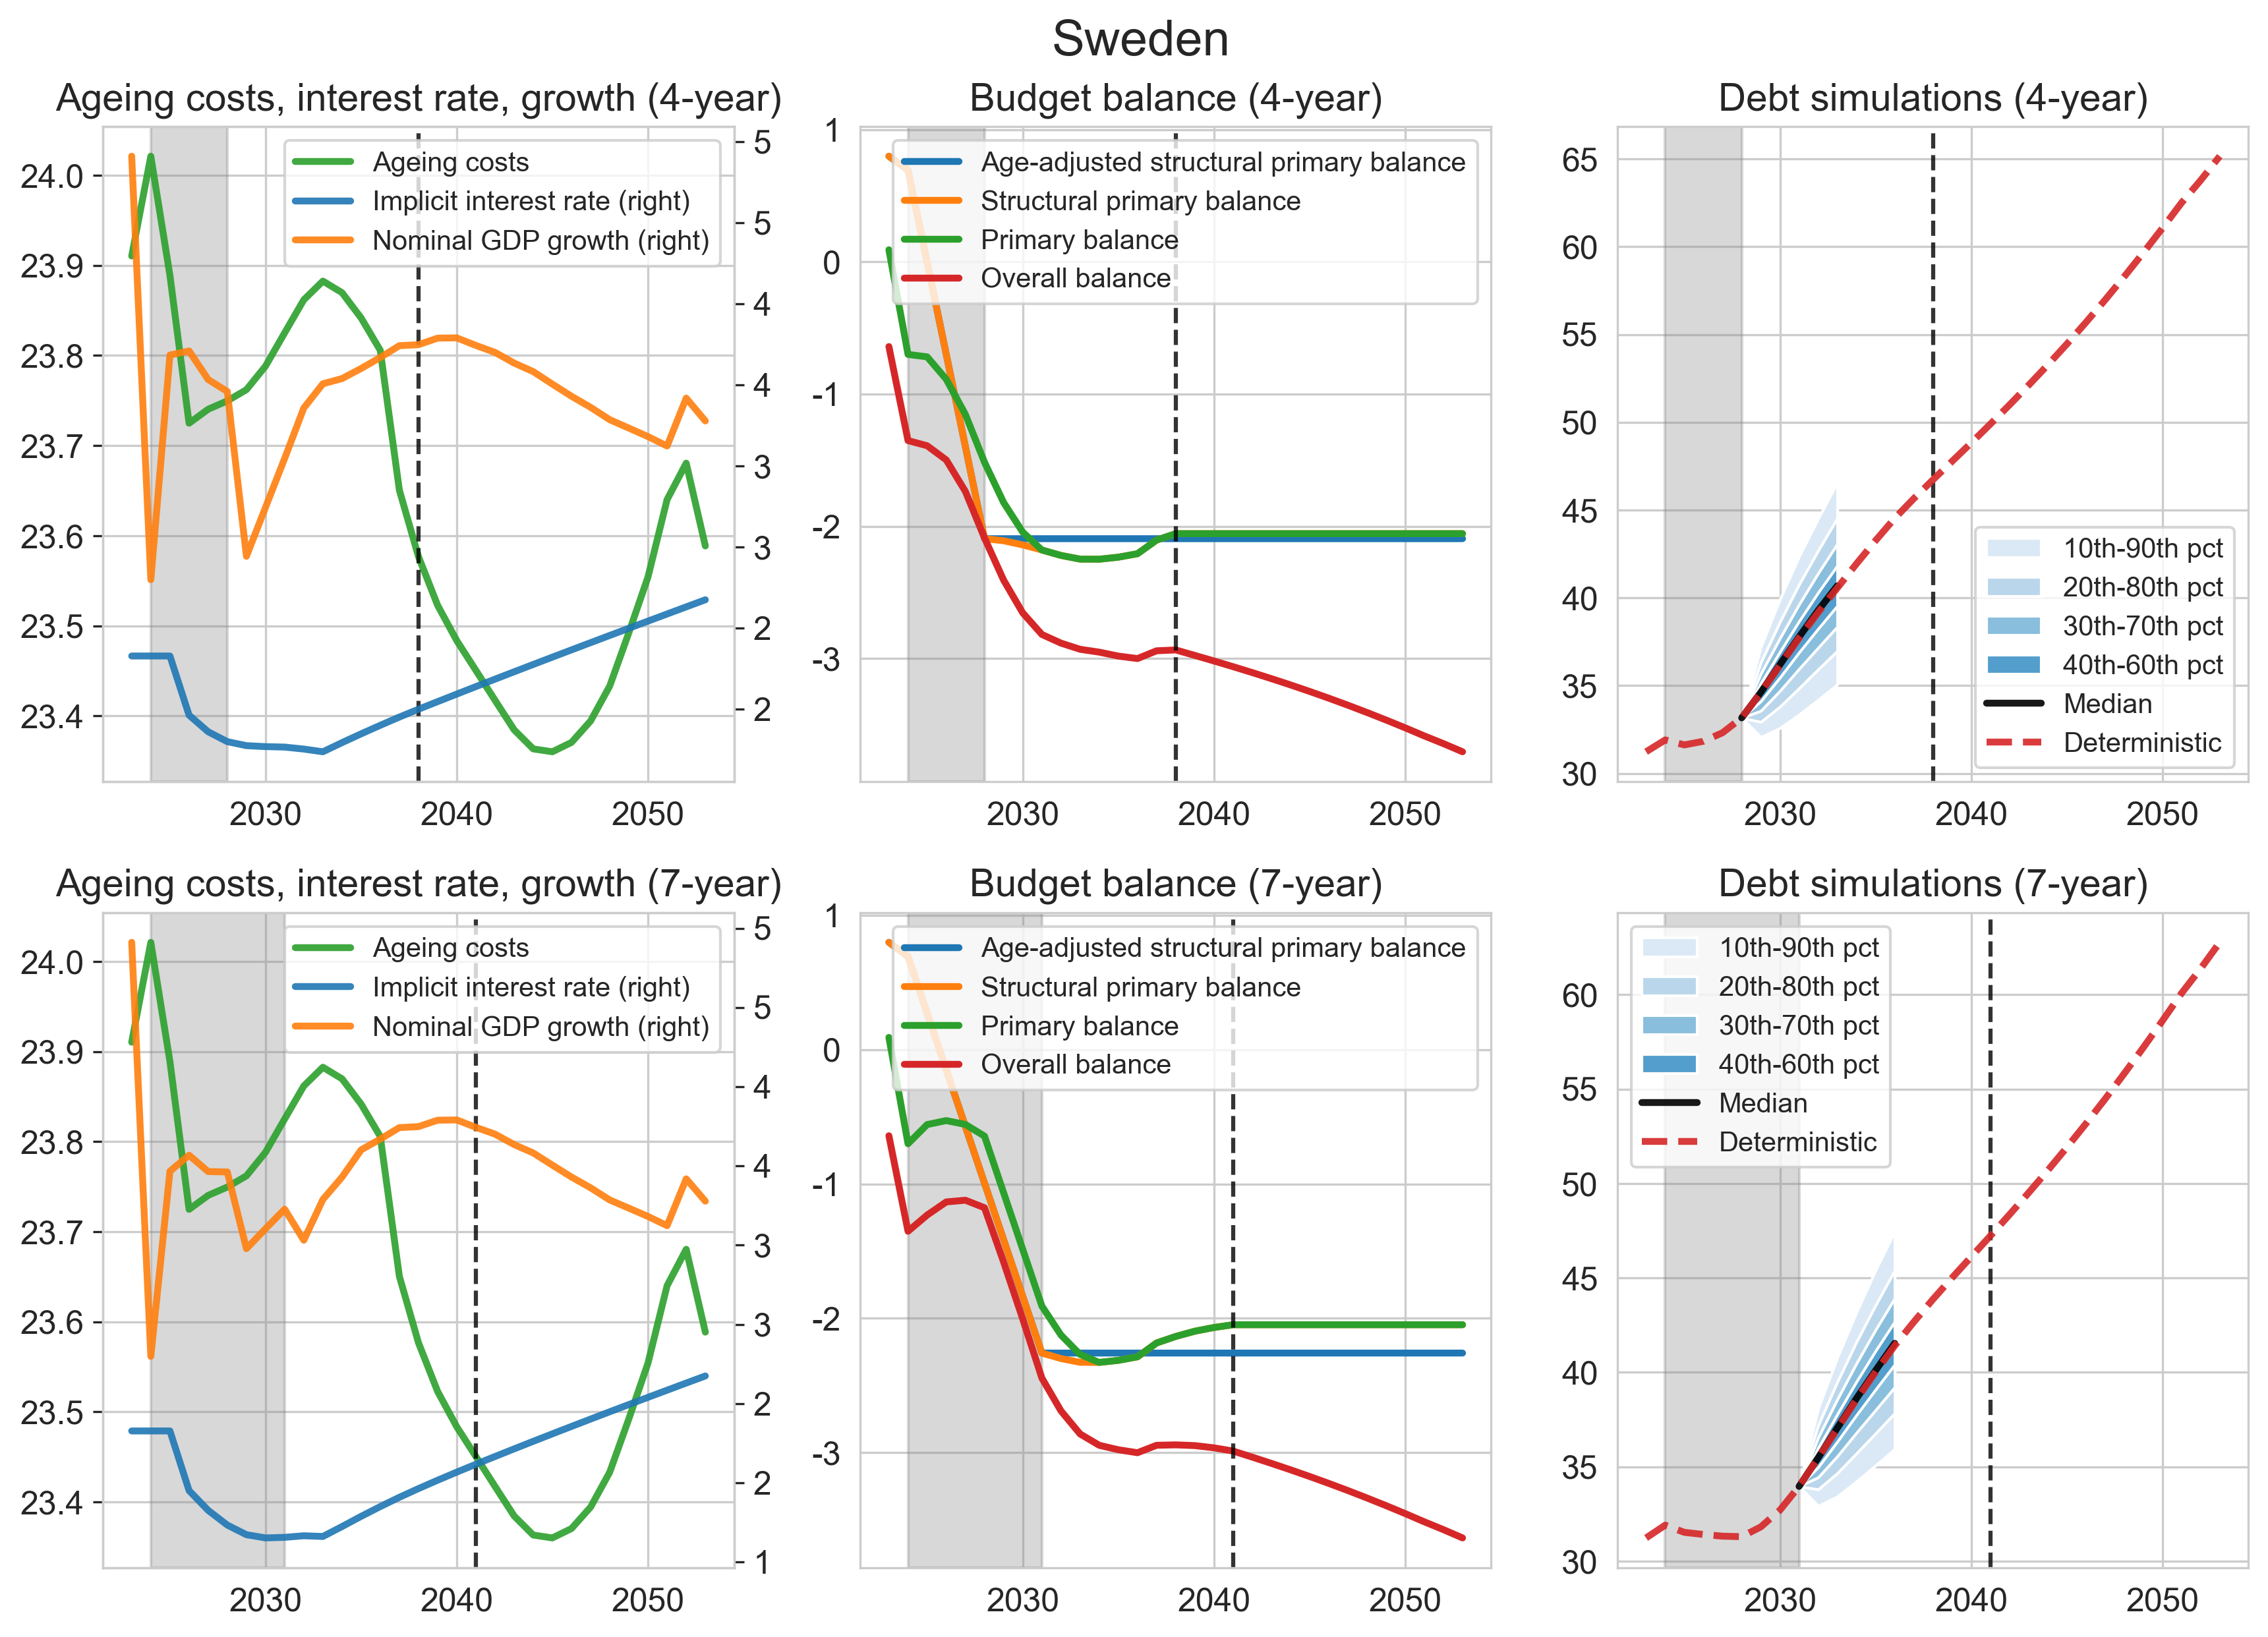 Sweden
Ageing costs, interest rate, growth (4-year)
24.0
23.9
23.8
23.7
23.6
23.5
23.4
5
5
4
4
3
3
2
2
2030
2040
2050
Ageing costs
Implicit interest rate (right)
Nominal GDP growth (right)
Budget balance (4-year)
1
0
-1
-2
-3
2030
2040
2050
Age-adjusted structural primary balance
Structural primary balance
Primary balance
Overall balance
Debt simulations (4-year)
65
60
55
50
45
40
35
30
2030
2040
2050
10th-90th pct
20th-80th pct
30th-70th pct
40th-60th pct
Median
Deterministic
Ageing costs, interest rate, growth (7-year)
24.0
23.9
23.8
23.7
23.6
23.5
23.4
5
5
4
4
3
3
2
2
1
2030
2040
2050
Ageing costs
Implicit interest rate (right)
Nominal GDP growth (right)
Budget balance (7-year)
1
0
-1
-2
-3
2030
2040
2050
Age-adjusted structural primary balance
Structural primary balance
Primary balance
Overall balance
Debt simulations (7-year)
60
55
50
45
40
35
30
2030
2040
2050
10th-90th pct
20th-80th pct
30th-70th pct
40th-60th pct
Median
Deterministic